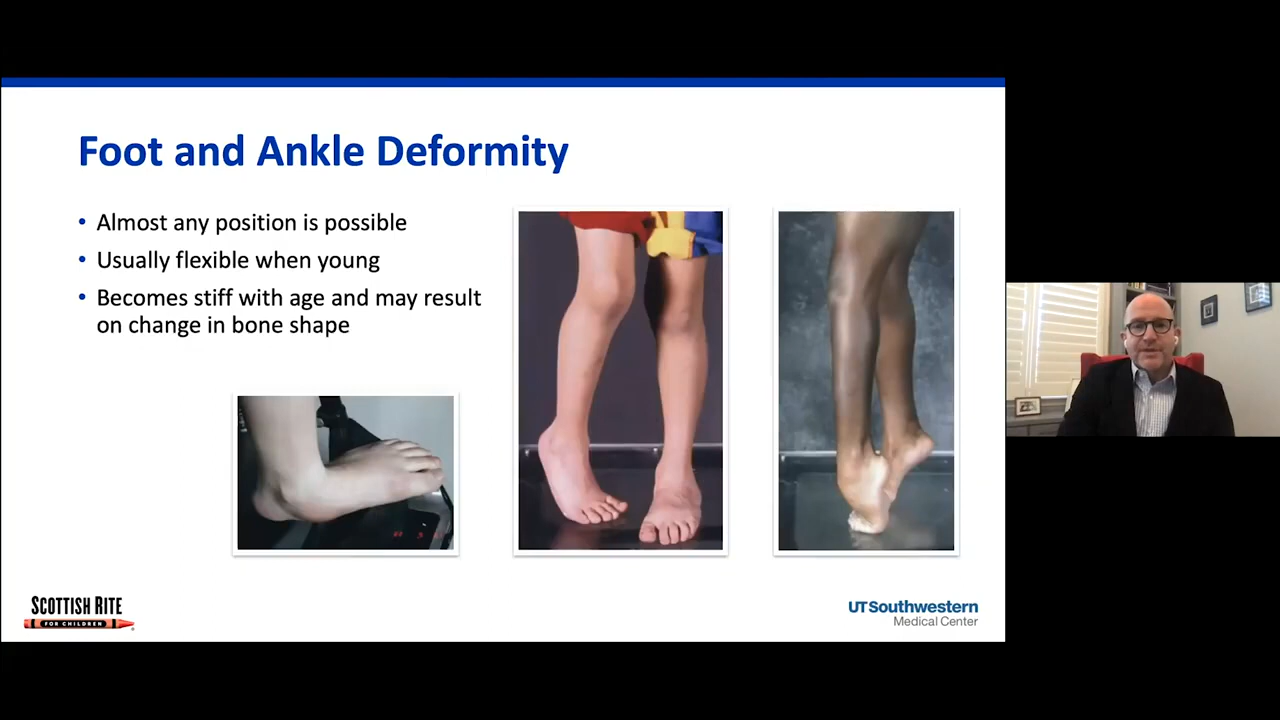 Foot and Ankle Deformity
• Almost any position is possible
• Usually flexible when young
• Becomes stiff with age and may result
on change in bone shape
SCOTTISH RITE
FOR CHILDREN
UTSouthwestern
Medical Center